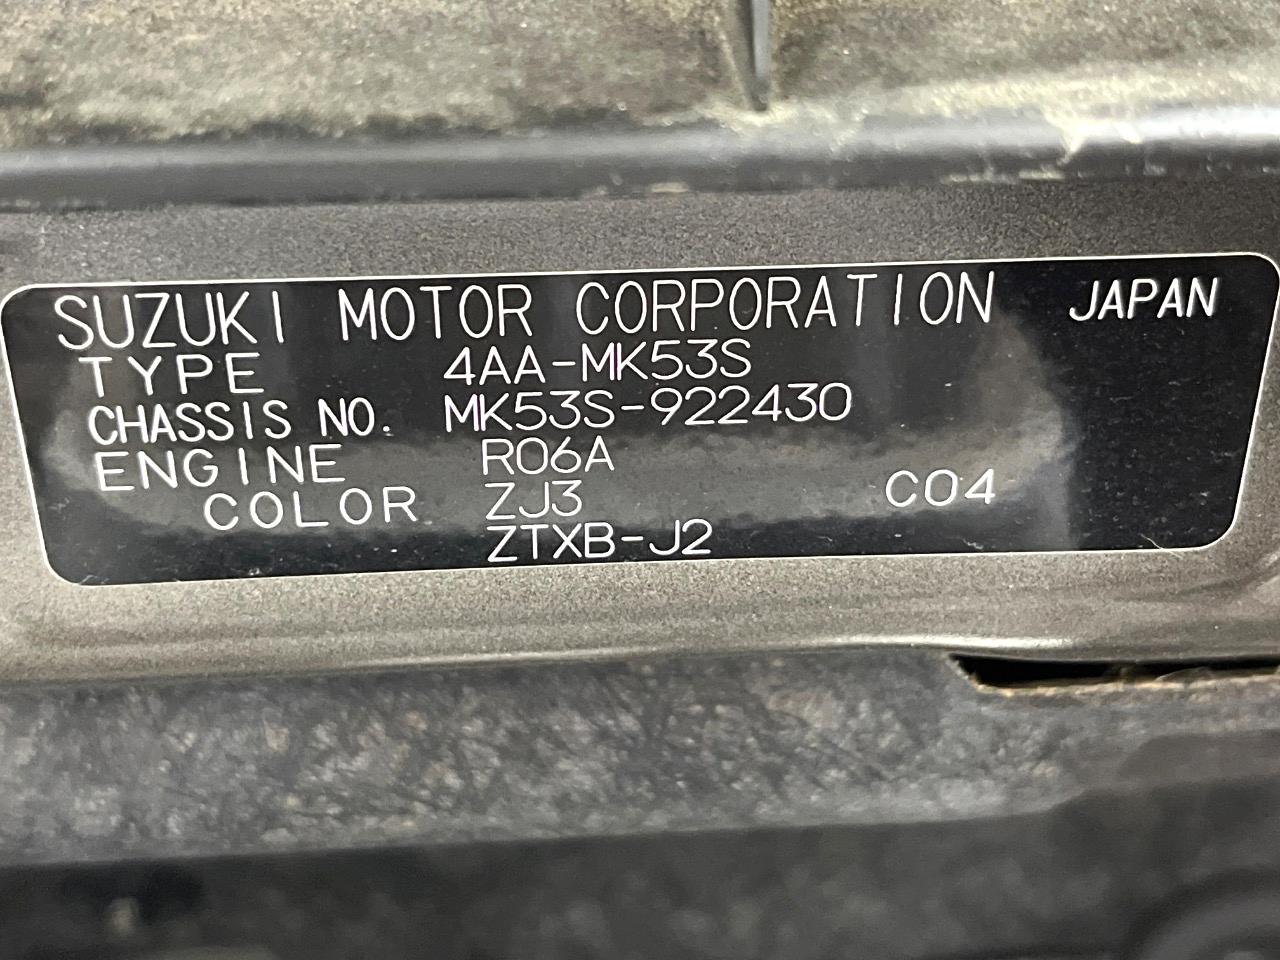 SUZUKI MOTOR CORPORATION JAPAN
TYPE 4AA-MK53S
CHASSIS NO. MK53S-922430
ENGINE R06A
COLOR ZJ3 C04
ZTXB-J2